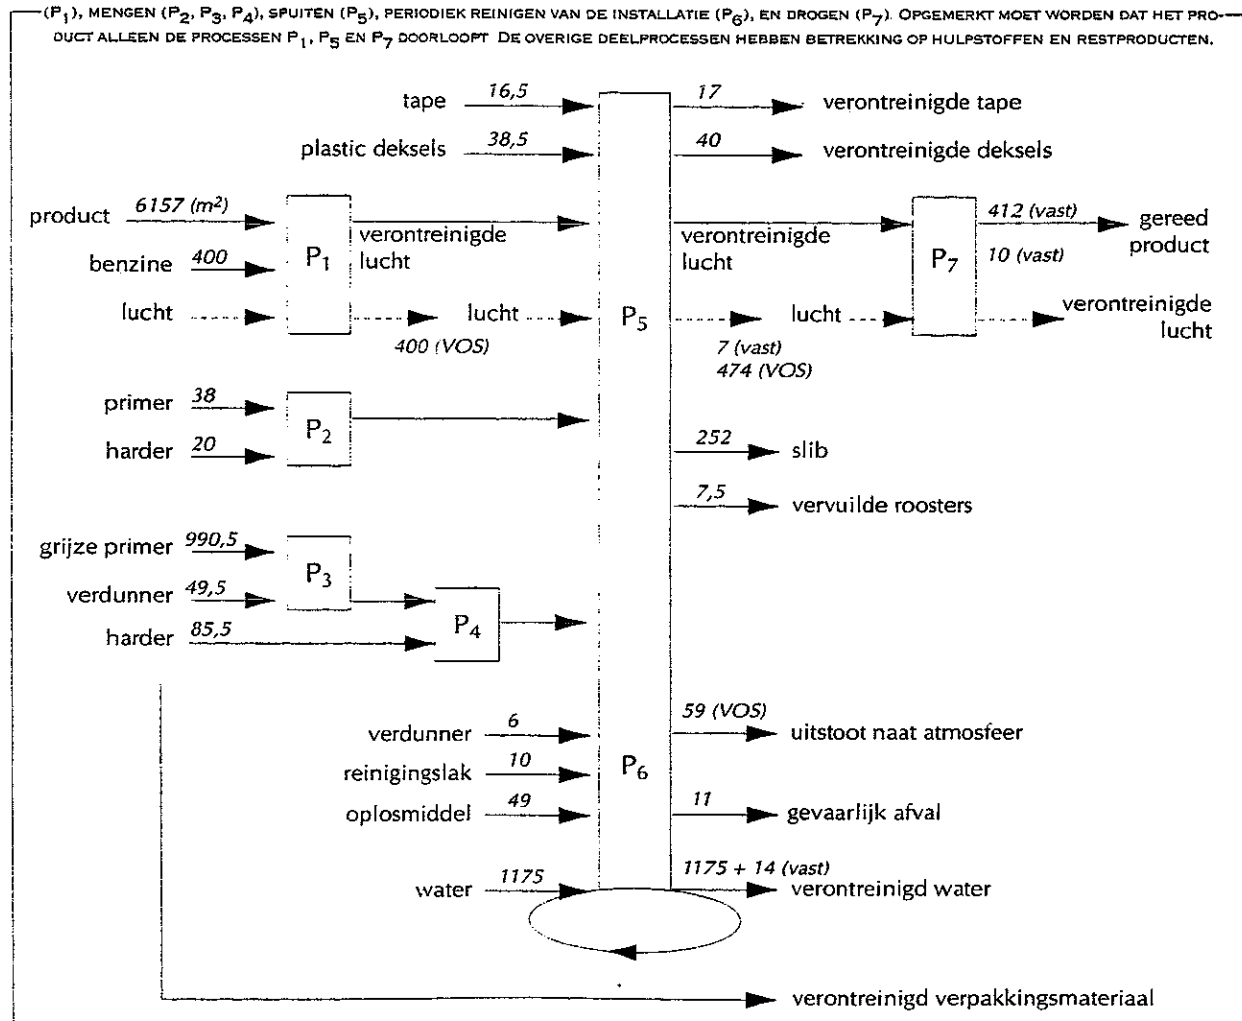 (P1), MENGEN (P2, P3, P4), SPUITEN (P5), PERIODIEK REINIGEN VAN DE INSTALLATIE (P6), EN DROGEN (P7). OPGEMERKT MOET WORDEN DAT HET PRO-
DUCT ALLEEN DE PROCESSEN P1, P5 EN P7 DOORLOOPT. DE OVERIGE DEELPROCESSEN HEBBEN BETREKKING OP HULPSTOFFEN EN RESTPRODUCTEN.
tape 16,5 17 verontreinigde tape
plastic deksels 38,5 40 verontreinigde deksels
product 6157 (m²) 412 (vast) gereed
product
verontreinigde
lucht
verontreinigde
lucht
benzine 400 P1 P7 10 (vast)
lucht lucht P5 lucht verontreinigde
lucht
400 (VOS) 7 (vast)
474 (VOS)
primer 38
P2
harder 20
252 slib
7,5 vervuilde roosters
grijze primer 990,5
P3
verdunner 49,5
harder 85,5 P4
verdunner 6 59 (VOS) uitstoot naat atmosfeer
reinigingslak 10 P6
oplosmiddel 49 11 gevaarlijk afval
water 1175 1175 + 14 (vast) verontreinigd water
verontreinigd verpakkingsmateriaal